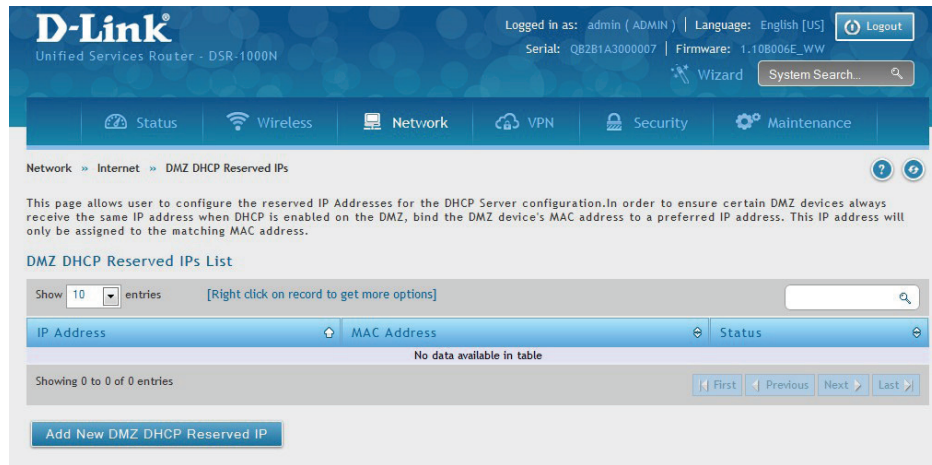 D-Link®
Unified Services Router - DSR-1000N
Logged in as: admin ( ADMIN ) | Language: English [US]
Logout
Serial: QB2B1A3000007 | Firmware: 1.10B006E_WW
Wizard
System Search...
Status
Wireless
Network
VPN
Security
Maintenance
Network » Internet » DMZ DHCP Reserved IPs
?
This page allows user to configure the reserved IP Addresses for the DHCP Server configuration.In order to ensure certain DMZ devices always
receive the same IP address when DHCP is enabled on the DMZ, bind the DMZ device's MAC address to a preferred IP address. This IP address will
only be assigned to the matching MAC address.
DMZ DHCP Reserved IPs List
Show 10 entries [Right click on record to get more options]
IP Address MAC Address Status
No data available in table
Showing 0 to 0 of 0 entries
First Previous Next Last
Add New DMZ DHCP Reserved IP